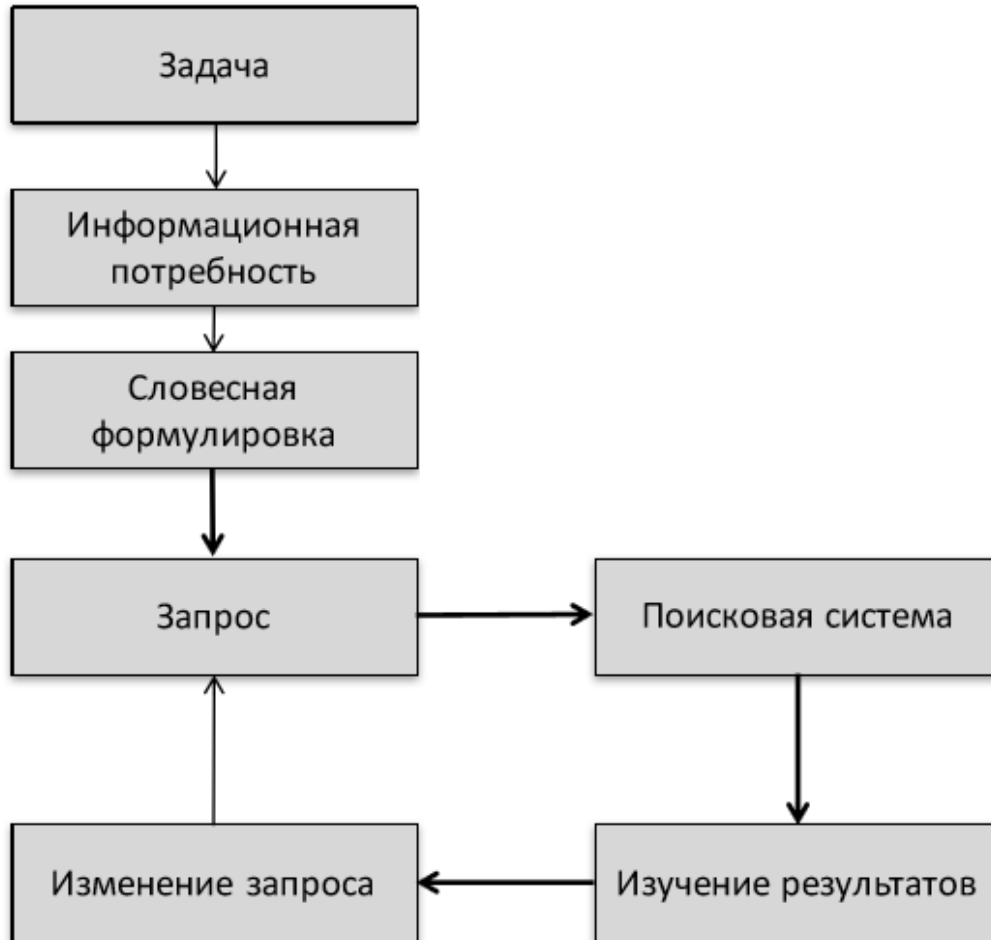 Задача
Информационная
потребность
Словесная
формулировка
Запрос
Поисковая система
Изменение запроса
Изучение результатов